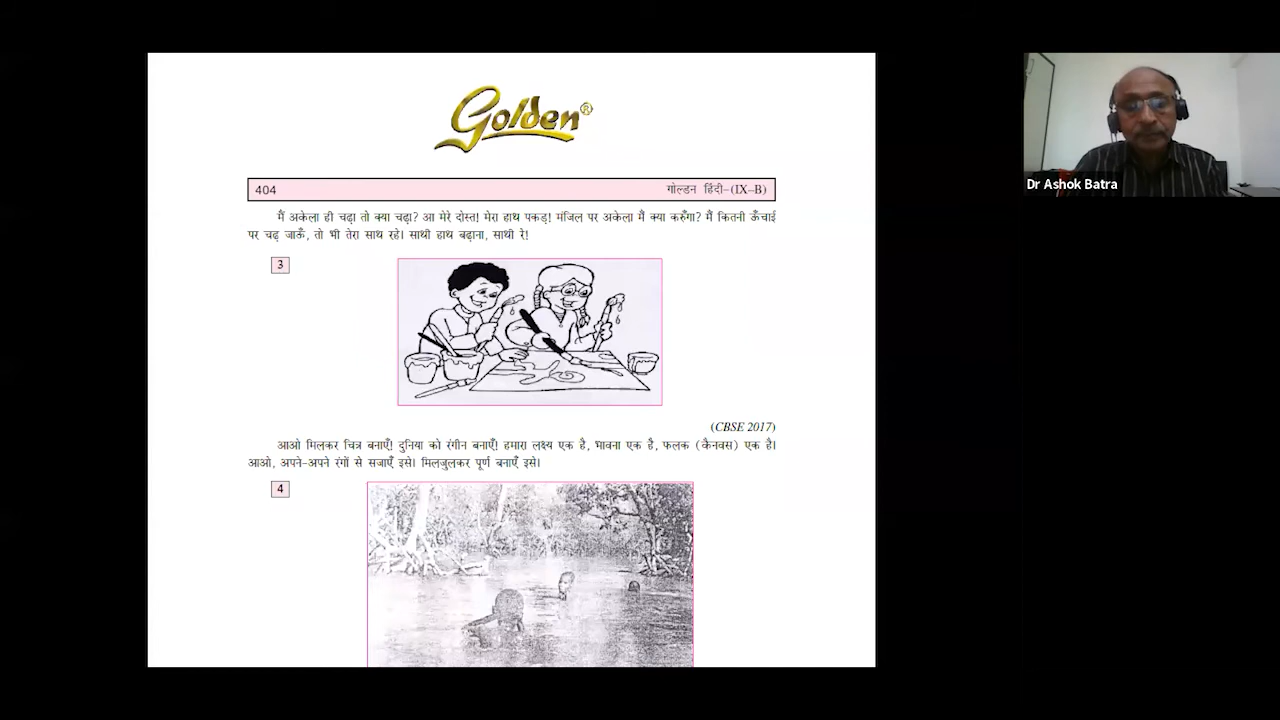 Golden®
404 गोल्डन हिंदी–(IX–B)
मैं अकेला ही चढ़ा तो क्या चढ़ा? आ मेरे दोस्त! मेरा हाथ पकड़! मंजिल पर अकेला मैं क्या करुँगा? मैं कितनी ऊँचाई
पर चढ़ जाऊँ, तो भी तेरा साथ रहे। साथी हाथ बढ़ाना, साथी रे!
3
(CBSE 2017)
आओ मिलकर चित्र बनाएँ! दुनिया को रंगीन बनाएँ! हमारा लक्ष्य एक है, भावना एक है, फलक (कैनवस) एक है।
आओ, अपने-अपने रंगों से सजाएँ इसे। मिलजुलकर पूर्ण बनाएँ इसे।
4
Dr Ashok Batra